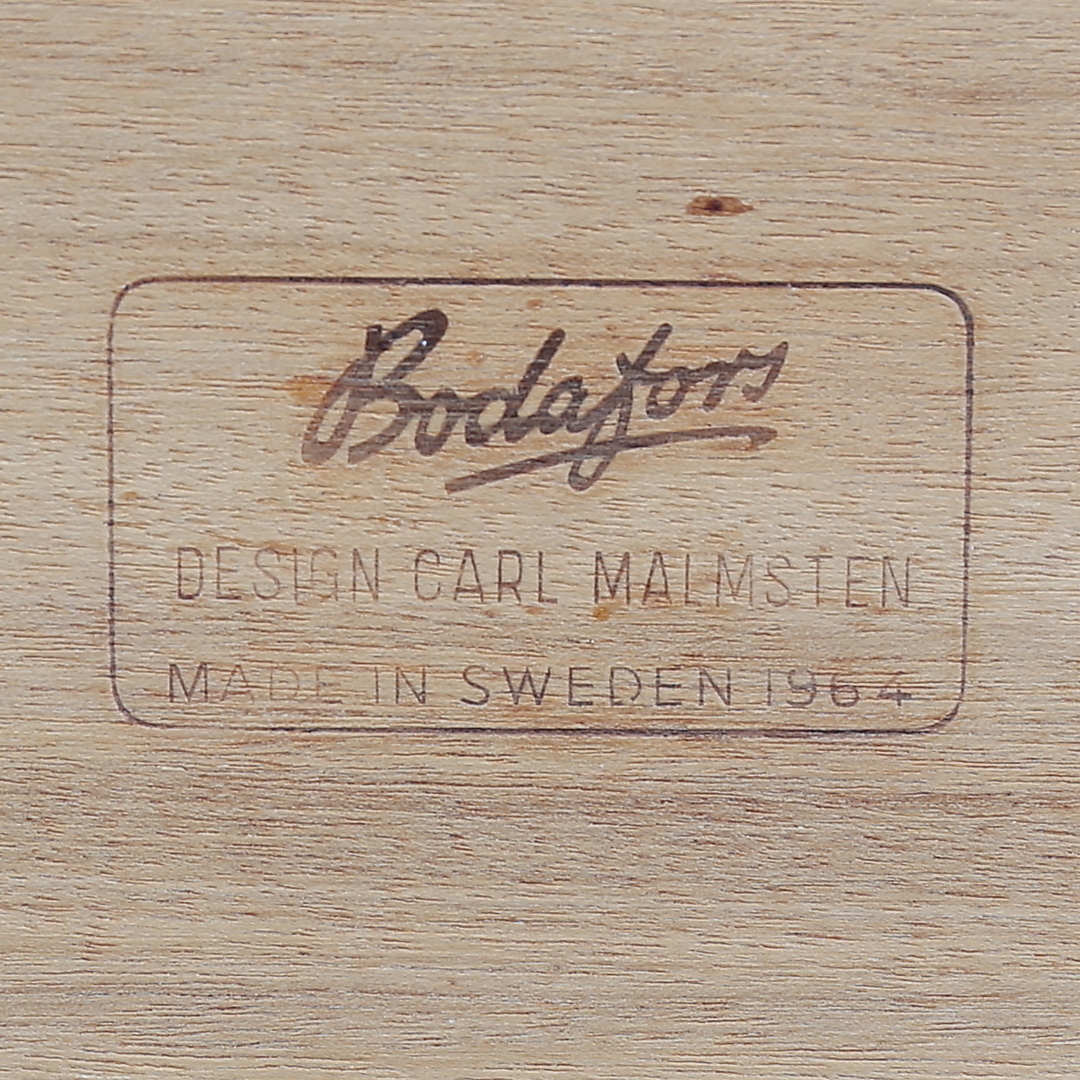 Bodafors
DESIGN CARL MALMSTEN
MADE IN SWEDEN 1964